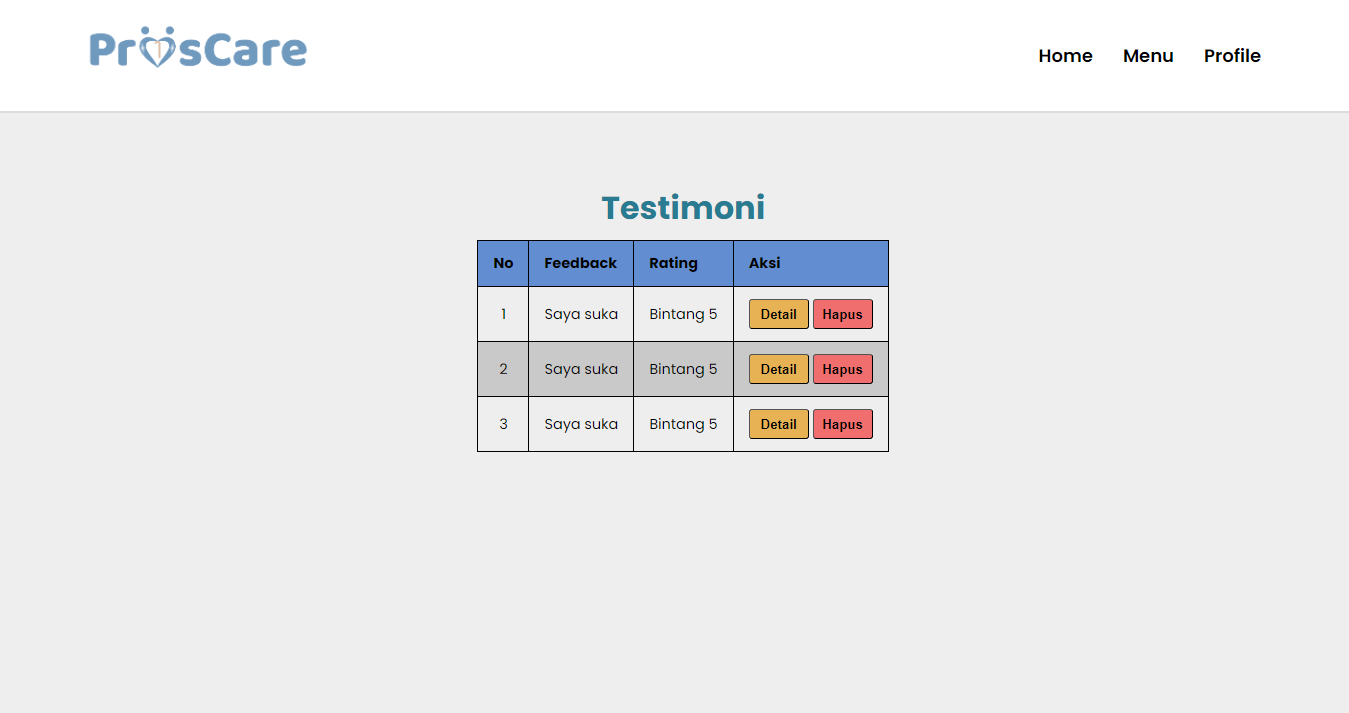 PriisCare
Home Menu Profile
Testimoni
No Feedback Rating Aksi
1 Saya suka Bintang 5 Detail Hapus
2 Saya suka Bintang 5 Detail Hapus
3 Saya suka Bintang 5 Detail Hapus